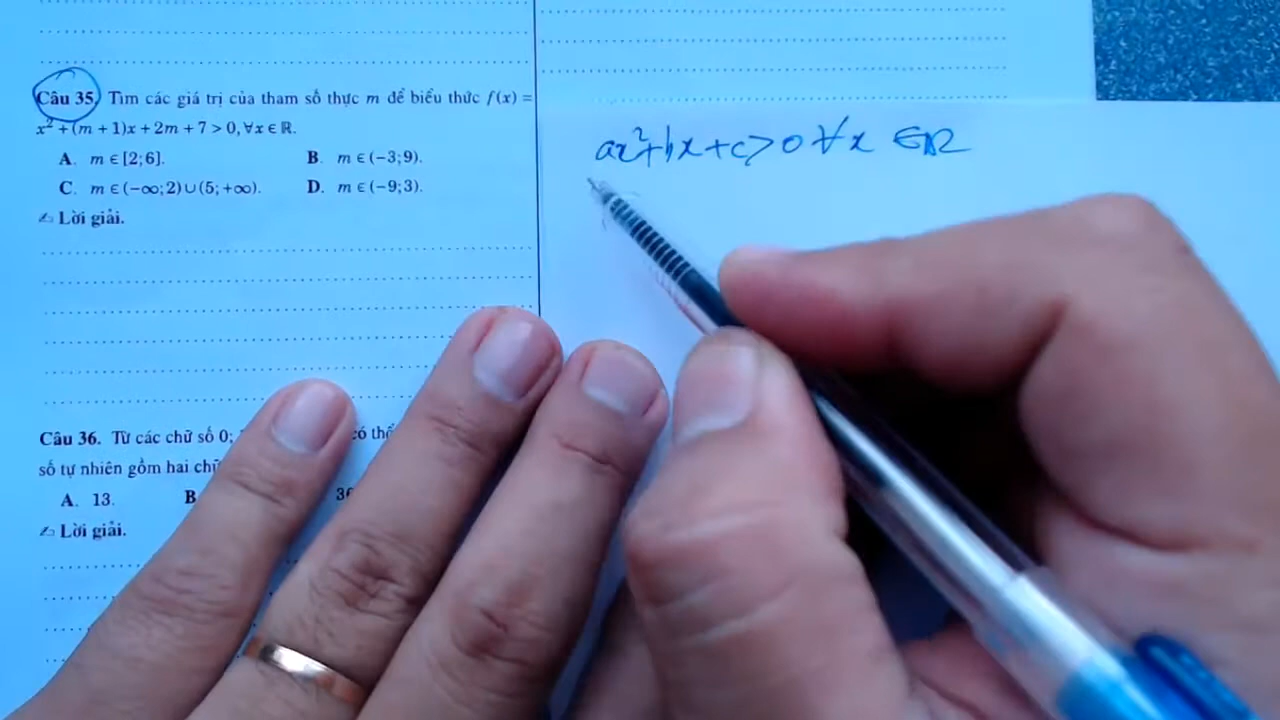 Câu 35. Tìm các giá trị của tham số thực m để biểu thức f(x) =
x² + (m + 1)x + 2m + 7 > 0, ∀x ∈ ℝ.
A. m ∈ [2; 6]. B. m ∈ (−3; 9).
C. m ∈ (−∞; 2) ∪ (5; +∞). D. m ∈ (−9; 3).
✍ Lời giải.
Câu 36. Từ các chữ số 0; có thể
số tự nhiên gồm hai
A. 13. B
✍ Lời giải.
ax²+bx+c>0 ∀x ∈ℝ